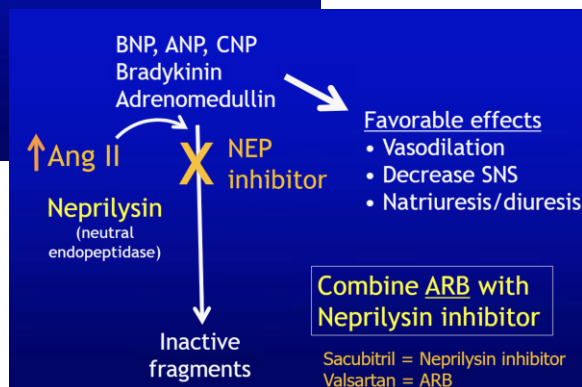 BNP, ANP, CNP
Bradykinin
Adrenomedullin
↑Ang II
X
NEP
inhibitor
Neprilysin
(neutral
endopeptidase)
Inactive
fragments
Favorable effects
• Vasodilation
• Decrease SNS
• Natriuresis/diuresis
Combine ARB with
Neprilysin inhibitor
Sacubitril = Neprilysin inhibitor
Valsartan = ARB